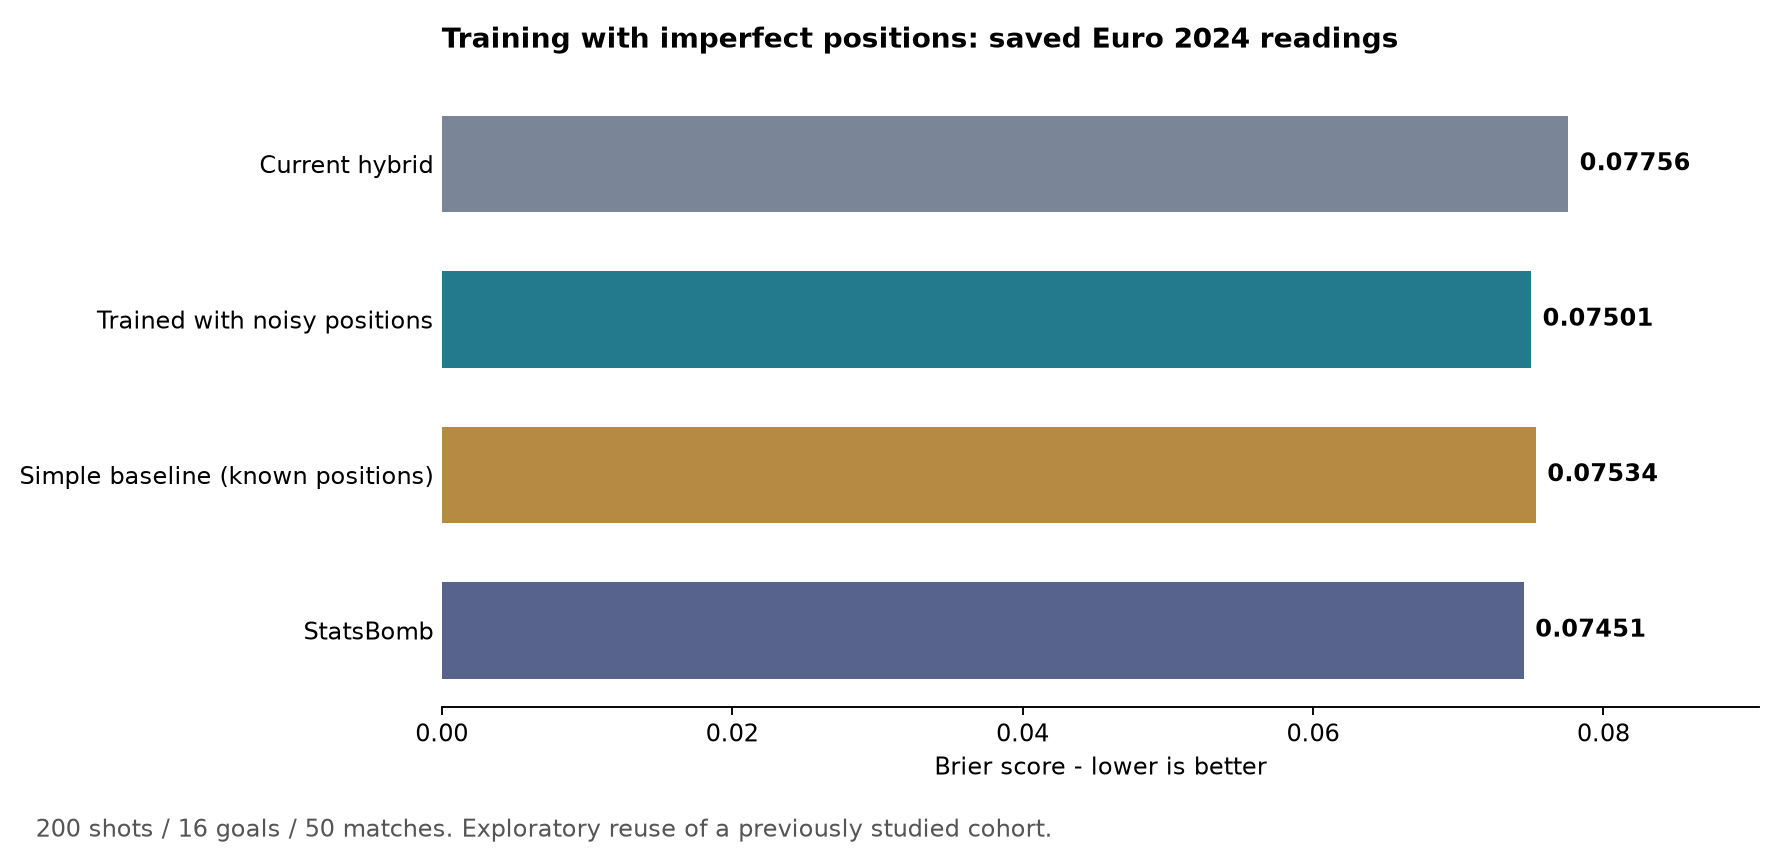 Training with imperfect positions: saved Euro 2024 readings
Current hybrid
0.07756
Trained with noisy positions
0.07501
Simple baseline (known positions)
0.07534
StatsBomb
0.07451
0.00 0.02 0.04 0.06 0.08
Brier score - lower is better
200 shots / 16 goals / 50 matches. Exploratory reuse of a previously studied cohort.